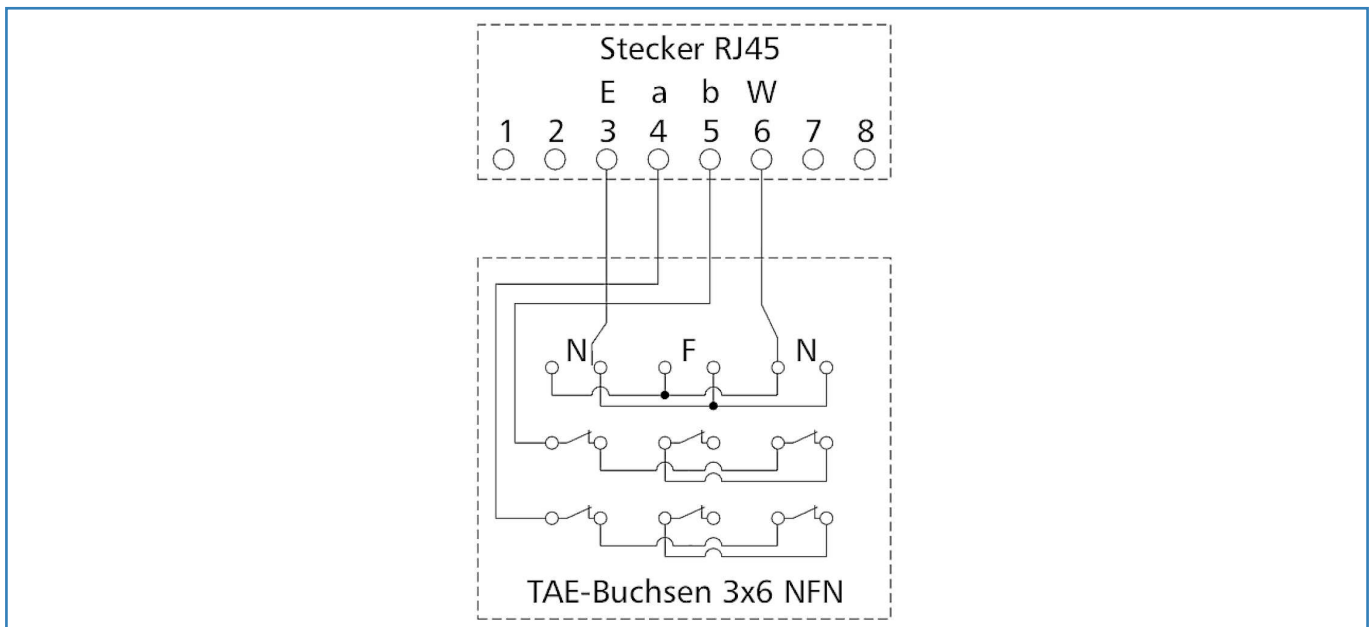 Stecker RJ45
E a b W
1 2 3 4 5 6 7 8
N F N
TAE-Buchsen 3x6 NFN